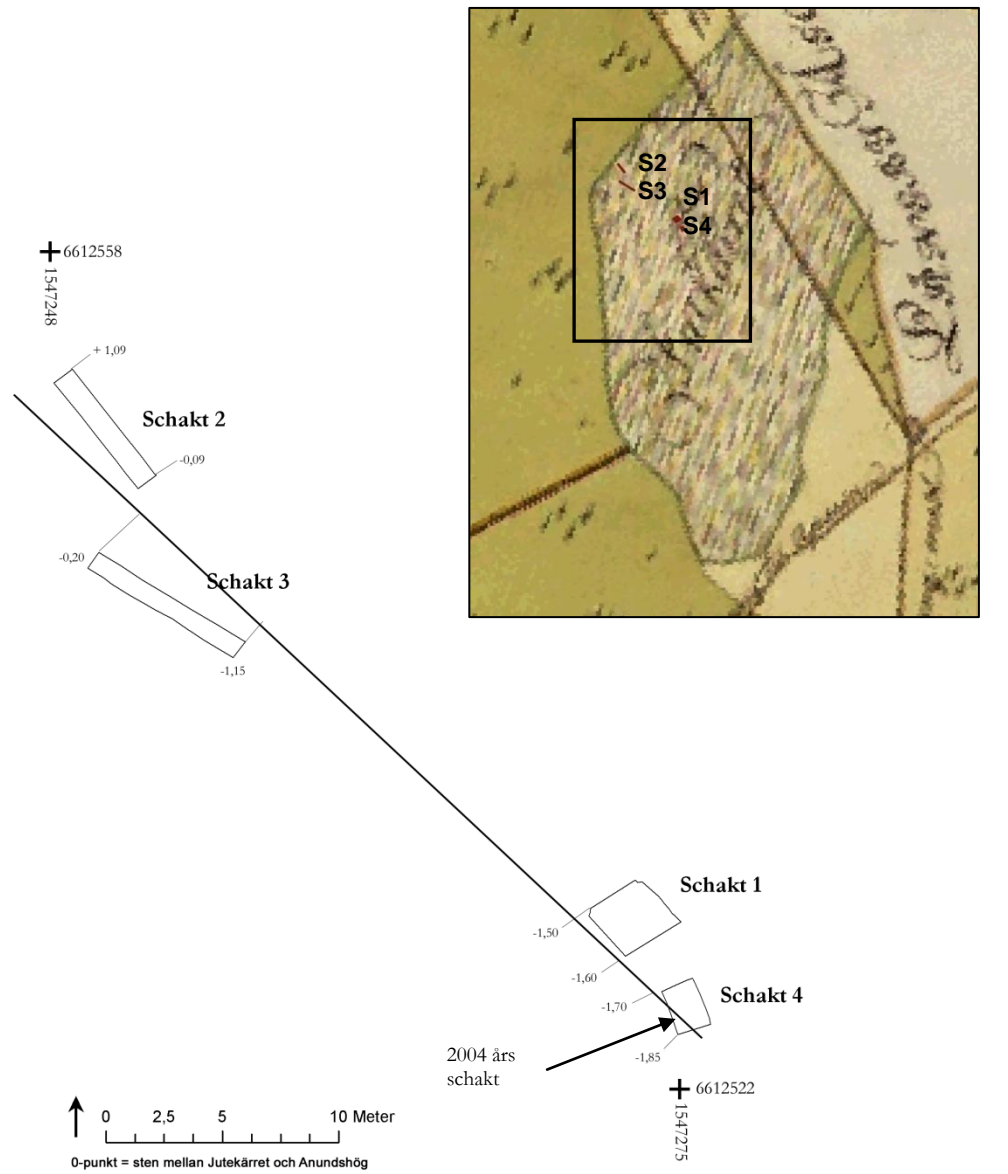 S2
S3
S1
S4
6612558
1547248
+ 1,09
Schakt 2
-0,09
-0,20
Schakt 3
-1,15
Schakt 1
-1,50
-1,60
-1,70
Schakt 4
2004 års
schakt
-1,85
6612522
1547275
0 2,5 5 10 Meter
0-punkt = sten mellan Jutekärret och Anundshög